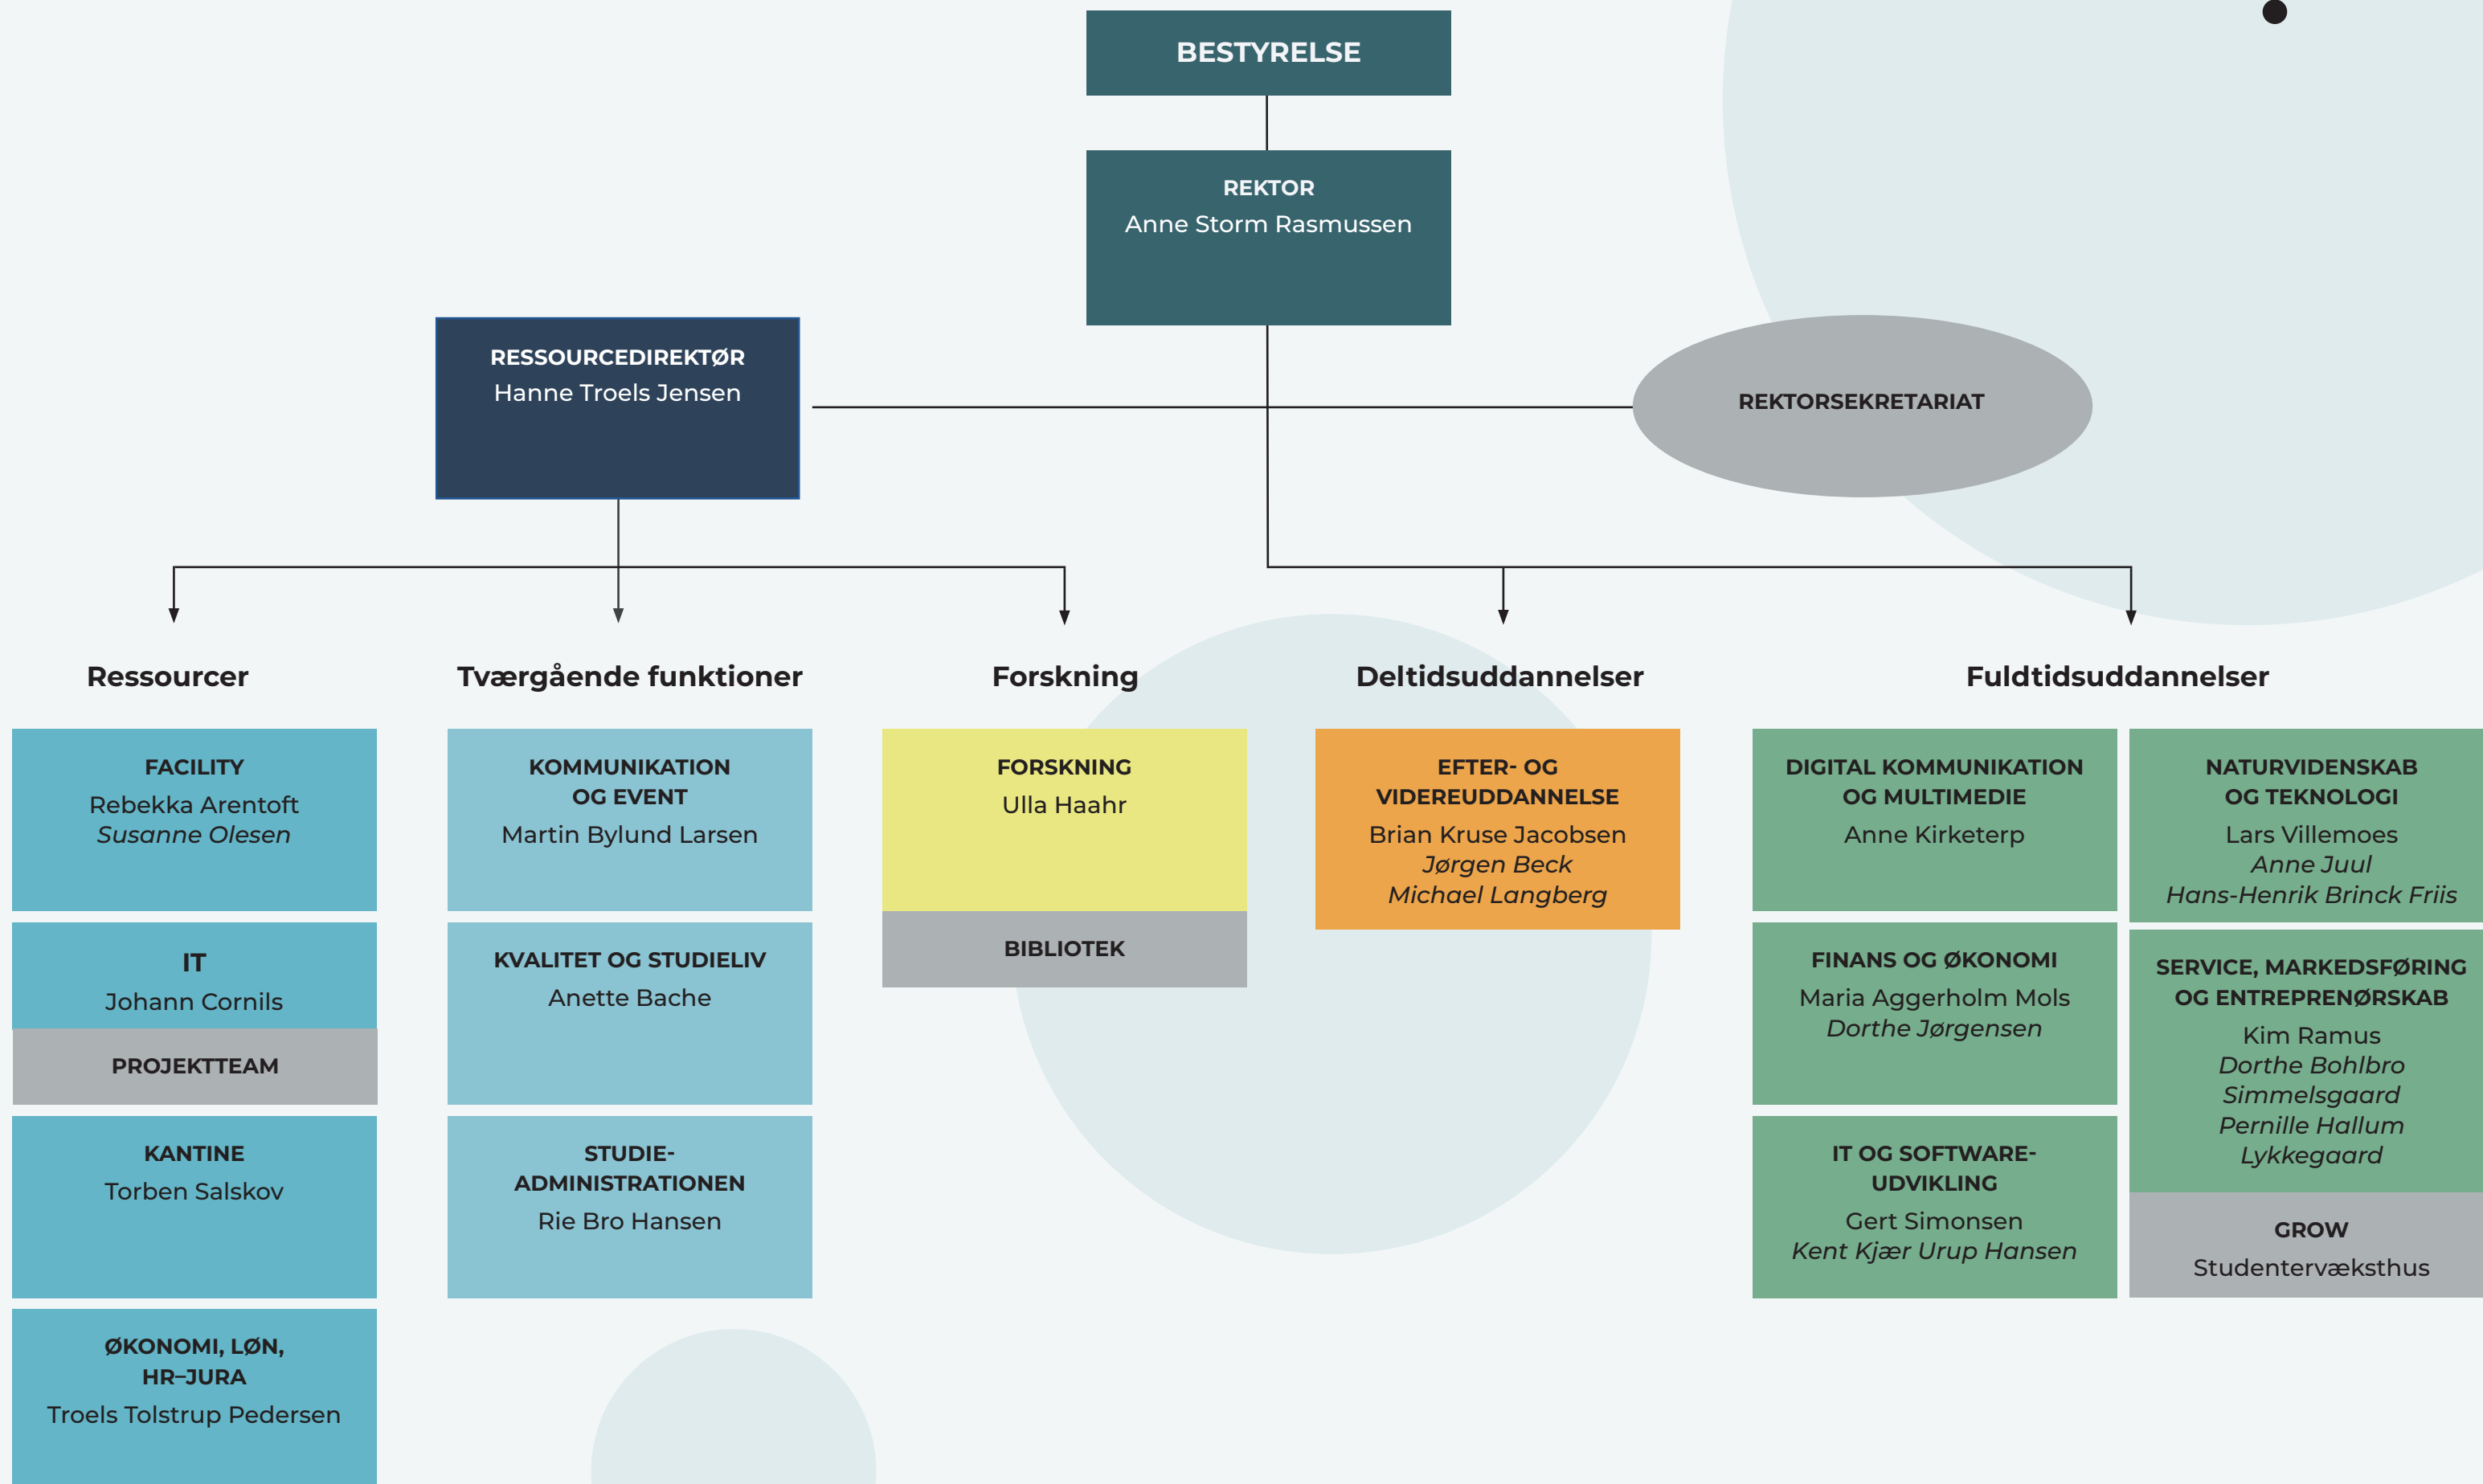 BESTYRELSE
REKTOR
Anne Storm Rasmussen
RESSOURCEDIREKTØR
Hanne Troels Jensen
REKTORSEKRETARIAT
Ressourcer
FACILITY
Rebekka Arentoft
Susanne Olesen
IT
Johann Cornils
PROJEKTTEAM
KANTINE
Torben Salskov
ØKONOMI, LØN,
HR–JURA
Troels Tolstrup Pedersen
Tværgående funktioner
KOMMUNIKATION
OG EVENT
Martin Bylund Larsen
KVALITET OG STUDIELIV
Anette Bache
STUDIE-
ADMINISTRATIONEN
Rie Bro Hansen
Forskning
FORSKNING
Ulla Haahr
BIBLIOTEK
Deltidsuddannelser
EFTER- OG
VIDEREUDDANNELSE
Brian Kruse Jacobsen
Jørgen Beck
Michael Langberg
Fuldtidsuddannelser
DIGITAL KOMMUNIKATION
OG MULTIMEDIE
Anne Kirketerp
FINANS OG ØKONOMI
Maria Aggerholm Mols
Dorthe Jørgensen
IT OG SOFTWARE-
UDVIKLING
Gert Simonsen
Kent Kjær Urup Hansen
NATURVIDENSKAB
OG TEKNOLOGI
Lars Villemoes
Anne Juul
Hans-Henrik Brinck Friis
SERVICE, MARKEDSFØRING
OG ENTREPRENØRSKAB
Kim Ramus
Dorthe Bohlbro
Simmelsgaard
Pernille Hallum
Lykkegaard
GROW
Studentervæksthus